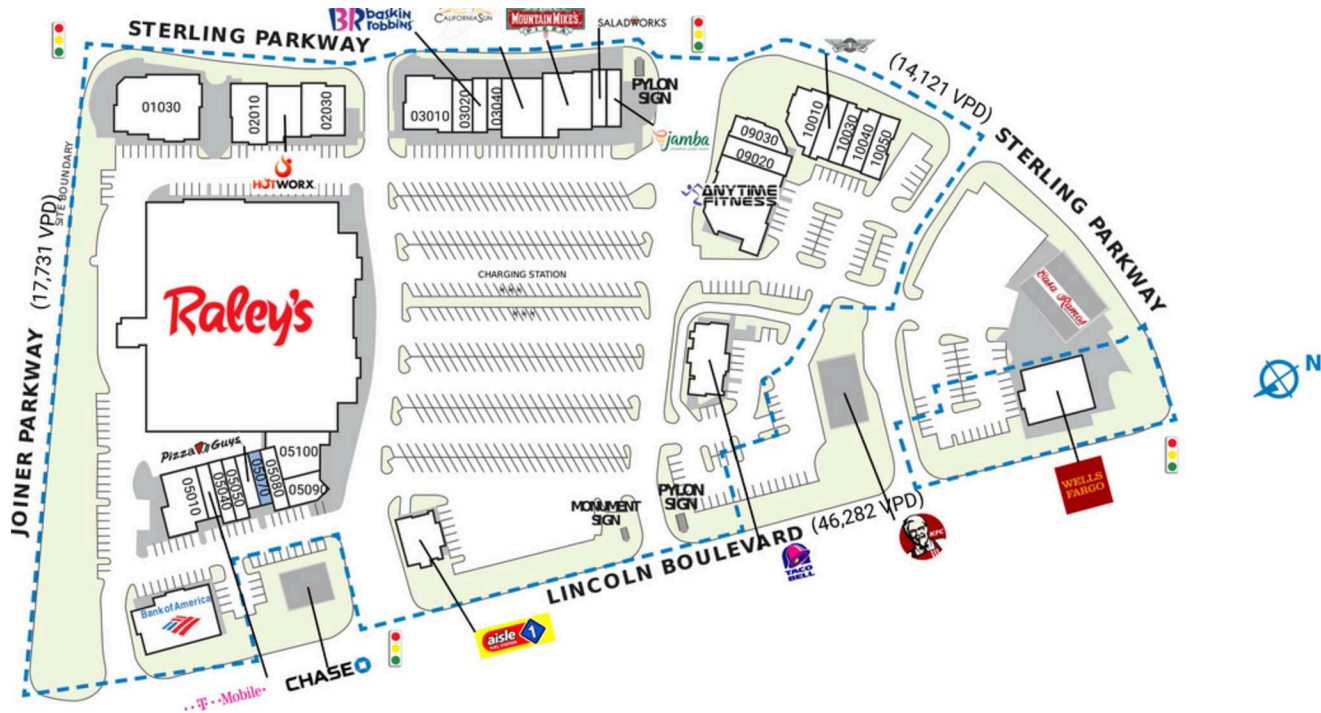 BR baskin robbins
CALIFORNIA SUN
MOUNTAIN MIKE'S
PIZZA
SALADWORKS
STERLING PARKWAY
(14,121 VPD)
STERLING PARKWAY
PYLON SIGN
jamba
01030
02010
02030
03010
03020
03040
HOTWORX
09030
09020
10010
10030
10040
10050
ANYTIME FITNESS
SITE BOUNDARY
JOINER PARKWAY (17,731 VPD)
Raley's
CHARGING STATION
Casa Ramos
N
Pizza Guys
05010
05040
05050
05070
05080
05100
05090
MONUMENT SIGN
PYLON SIGN
WELLS FARGO
LINCOLN BOULEVARD (46,282 VPD)
KFC
TACO BELL
Bank of America
aisle 1
CHASE
T Mobile